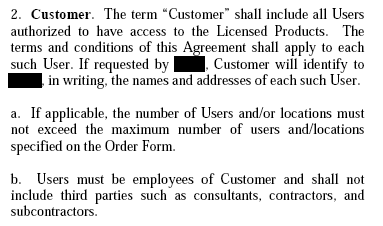 2. Customer. The term “Customer” shall include all Users
authorized to have access to the Licensed Products. The
terms and conditions of this Agreement shall apply to each
such User. If requested by , Customer will identify to
, in writing, the names and addresses of each such User.
a. If applicable, the number of Users and/or locations must
not exceed the maximum number of users and/locations
specified on the Order Form.
b. Users must be employees of Customer and shall not
include third parties such as consultants, contractors, and
subcontractors.